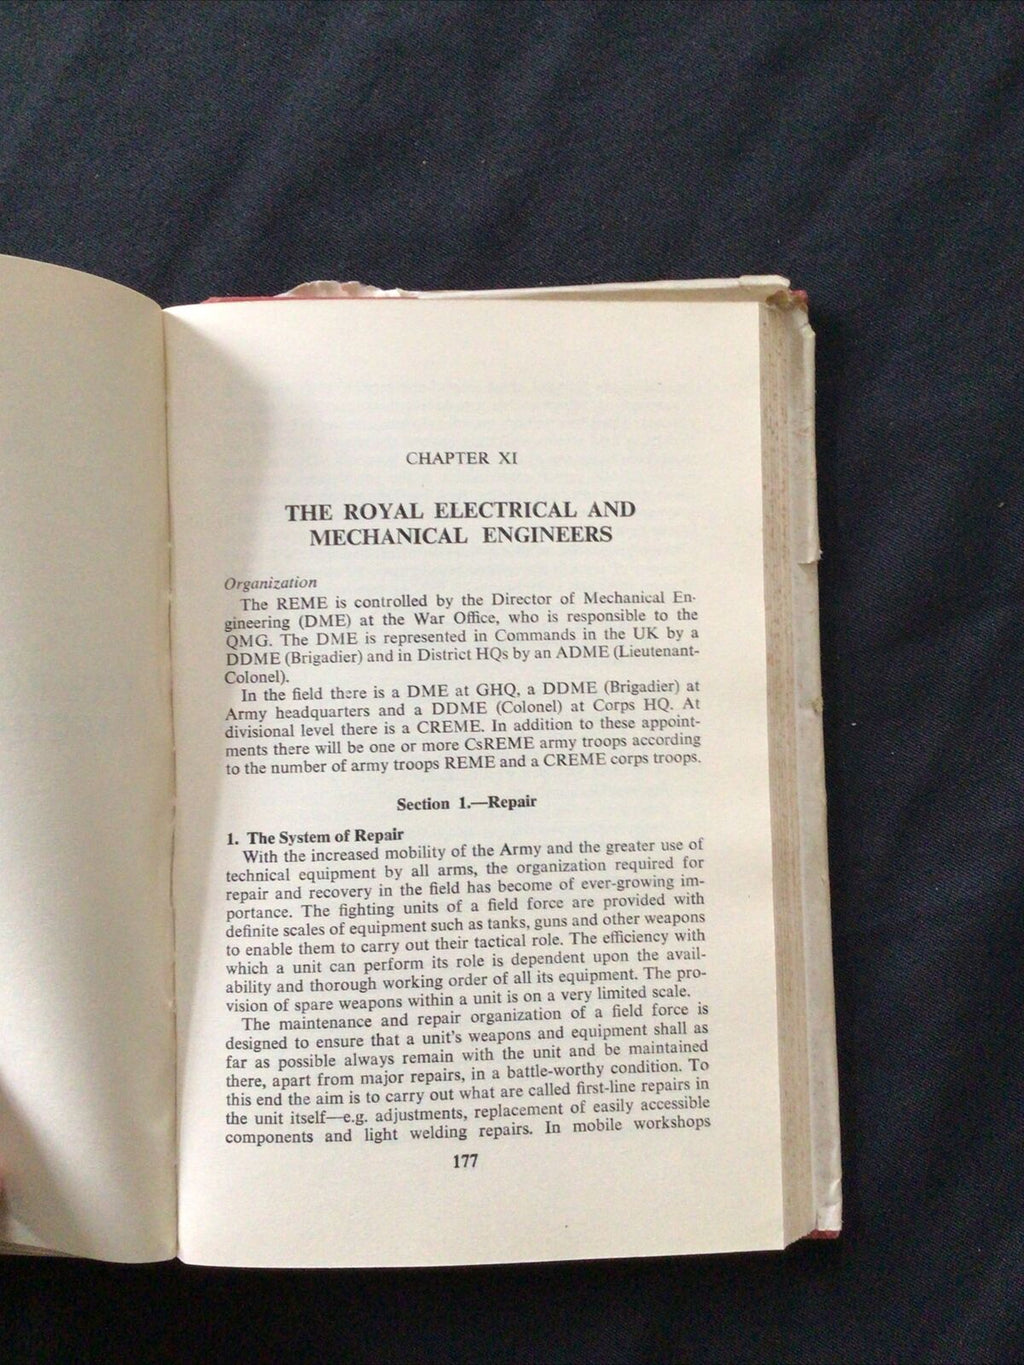 CHAPTER XI
THE ROYAL ELECTRICAL AND
MECHANICAL ENGINEERS
Organization
The REME is controlled by the Director of Mechanical En-
gineering (DME) at the War Office, who is responsible to the
QMG. The DME is represented in Commands in the UK by a
DDME (Brigadier) and in District HQs by an ADME (Lieutenant-
Colonel).
In the field there is a DME at GHQ, a DDME (Brigadier) at
Army headquarters and a DDME (Colonel) at Corps HQ. At
divisional level there is a CREME. In addition to these appoint-
ments there will be one or more CsREME army troops according
to the number of army troops REME and a CREME corps troops.
Section 1.—Repair
1. The System of Repair
With the increased mobility of the Army and the greater use of
technical equipment by all arms, the organization required for
repair and recovery in the field has become of ever-growing im-
portance. The fighting units of a field force are provided with
definite scales of equipment such as tanks, guns and other weapons
to enable them to carry out their tactical role. The efficiency with
which a unit can perform its role is dependent upon the avail-
ability and thorough working order of all its equipment. The pro-
vision of spare weapons within a unit is on a very limited scale.
The maintenance and repair organization of a field force is
designed to ensure that a unit's weapons and equipment shall as
far as possible always remain with the unit and be maintained
there, apart from major repairs, in a battle-worthy condition. To
this end the aim is to carry out what are called first-line repairs in
the unit itself—e.g. adjustments, replacement of easily accessible
components and light welding repairs. In mobile workshops
177